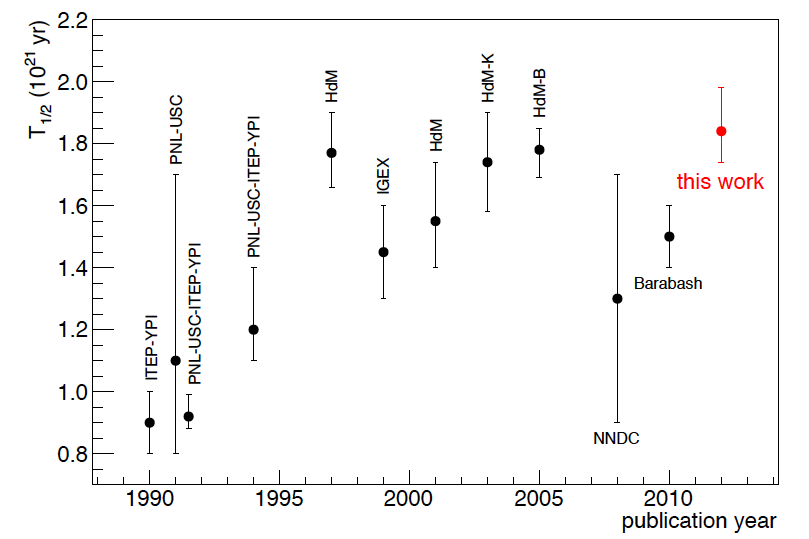 T1/2 (10^21 yr)
2.2
2.0
1.8
1.6
1.4
1.2
1.0
0.8
ITEP-YPI
PNL-USC
PNL-USC-ITEP-YPI
PNL-USC-ITEP-YPI
HdM
IGEX
HdM
HdM-K
HdM-B
NNDC
Barabash
this work
1990
1995
2000
2005
2010
publication year